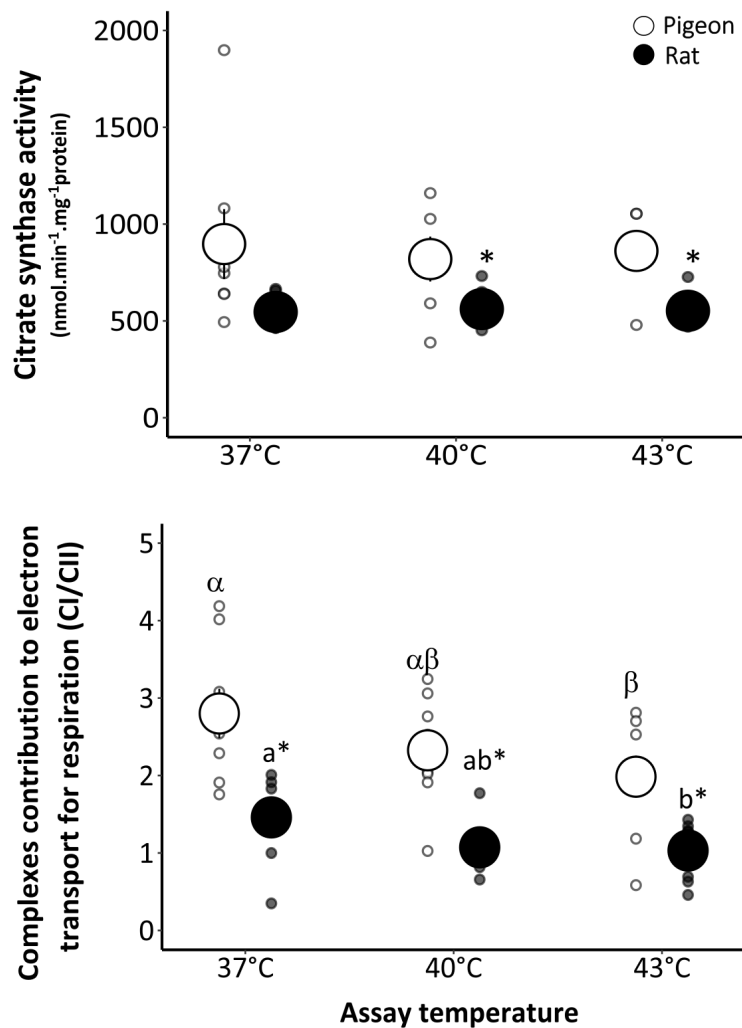 2000
1500
1000
500
0
Citrate synthase activity
(nmol.min⁻¹.mg⁻¹protein)
Pigeon
Rat
*
*
37°C
40°C
43°C
5
4
3
2
1
0
Complexes contribution to electron
transport for respiration (CI/CII)
α
αβ
β
a*
ab*
b*
37°C
40°C
43°C
Assay temperature